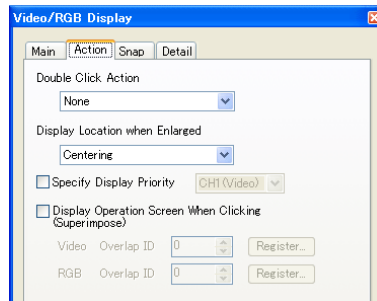 Video/RGB Display
Main Action Snap Detail
Double Click Action
None
Display Location when Enlarged
Centering
Specify Display Priority CH1(Video)
Display Operation Screen When Clicking
(Superimpose)
Video Overlap ID 0 Register...
RGB Overlap ID 0 Register...